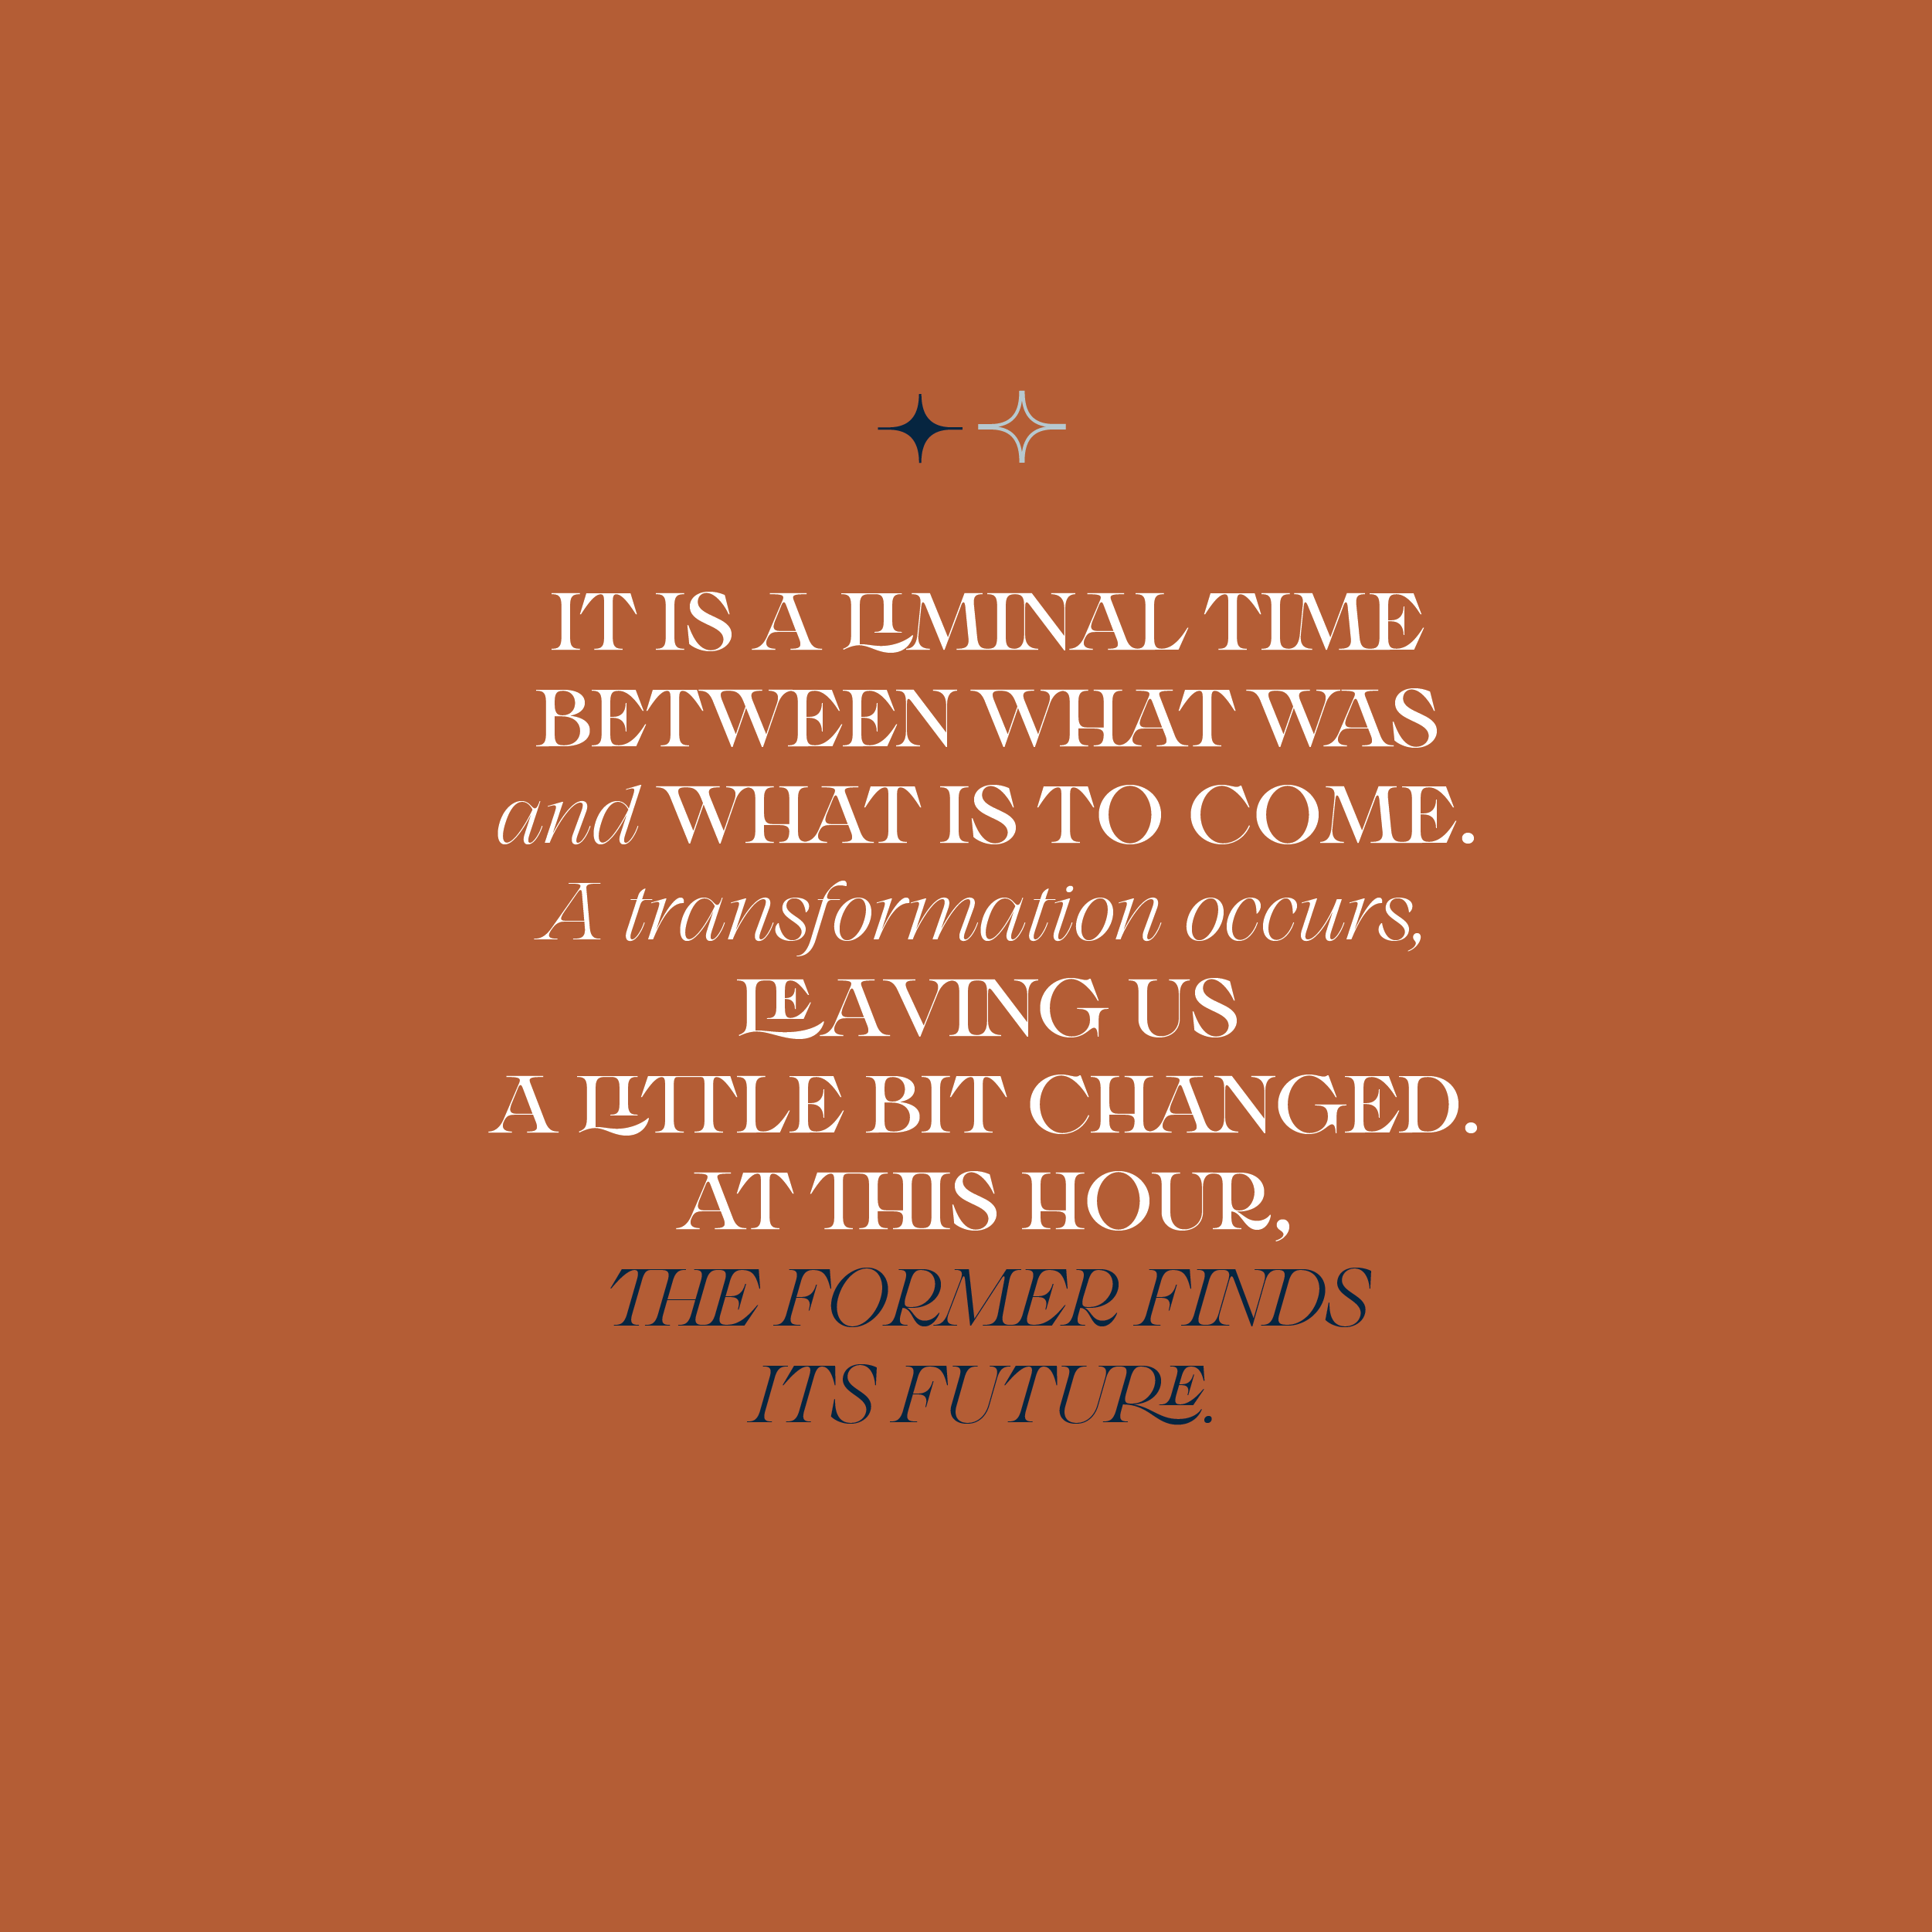 IT IS A LIMINAL TIME
BETWEEN WHAT WAS
and WHAT IS TO COME.
A transformation occurs,
LEAVING US
A LITTLE BIT CHANGED.
AT THIS HOUR,
THE FORMER FINDS
ITS FUTURE.